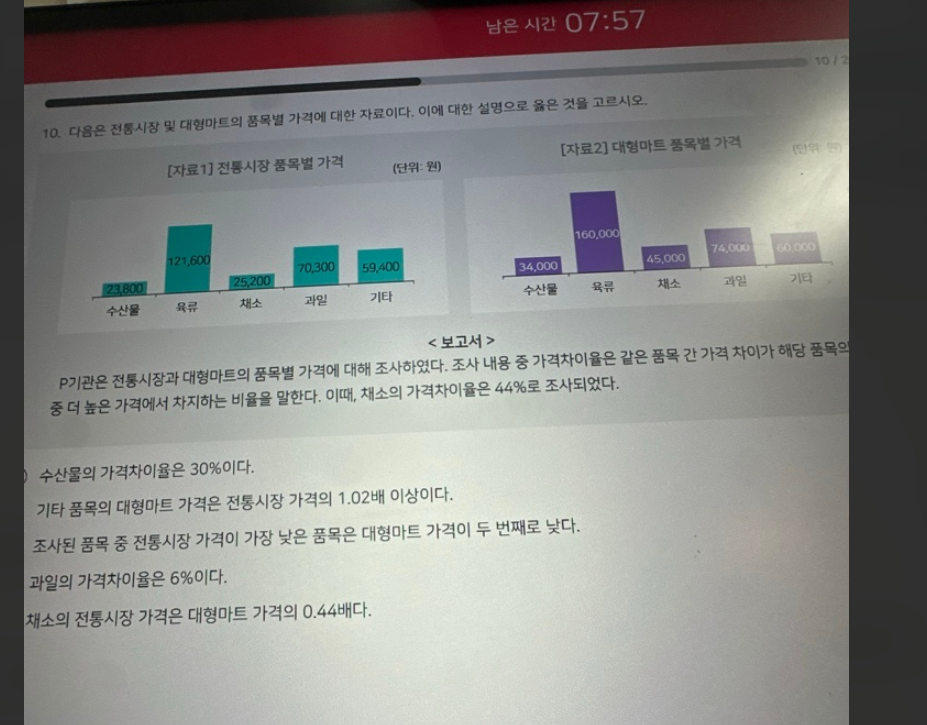 남은 시간 07:57
10 / 2
10. 다음은 전통시장 및 대형마트의 품목별 가격에 대한 자료이다. 이에 대한 설명으로 옳은 것을 고르시오.
[자료1] 전통시장 품목별 가격
(단위: 원)
23,800
121,600
25,200
70,300
59,400
수산물
육류
채소
과일
기타
[자료2] 대형마트 품목별 가격
(단위: 원)
34,000
160,000
45,000
74,000
60,000
수산물
육류
채소
과일
기타
< 보고서 >
P기관은 전통시장과 대형마트의 품목별 가격에 대해 조사하였다. 조사 내용 중 가격차이율은 같은 품목 간 가격 차이가 해당 품목의
중 더 높은 가격에서 차지하는 비율을 말한다. 이때, 채소의 가격차이율은 44%로 조사되었다.
수산물의 가격차이율은 30%이다.
기타 품목의 대형마트 가격은 전통시장 가격의 1.02배 이상이다.
조사된 품목 중 전통시장 가격이 가장 낮은 품목은 대형마트 가격이 두 번째로 낮다.
과일의 가격차이율은 6%이다.
채소의 전통시장 가격은 대형마트 가격의 0.44배다.